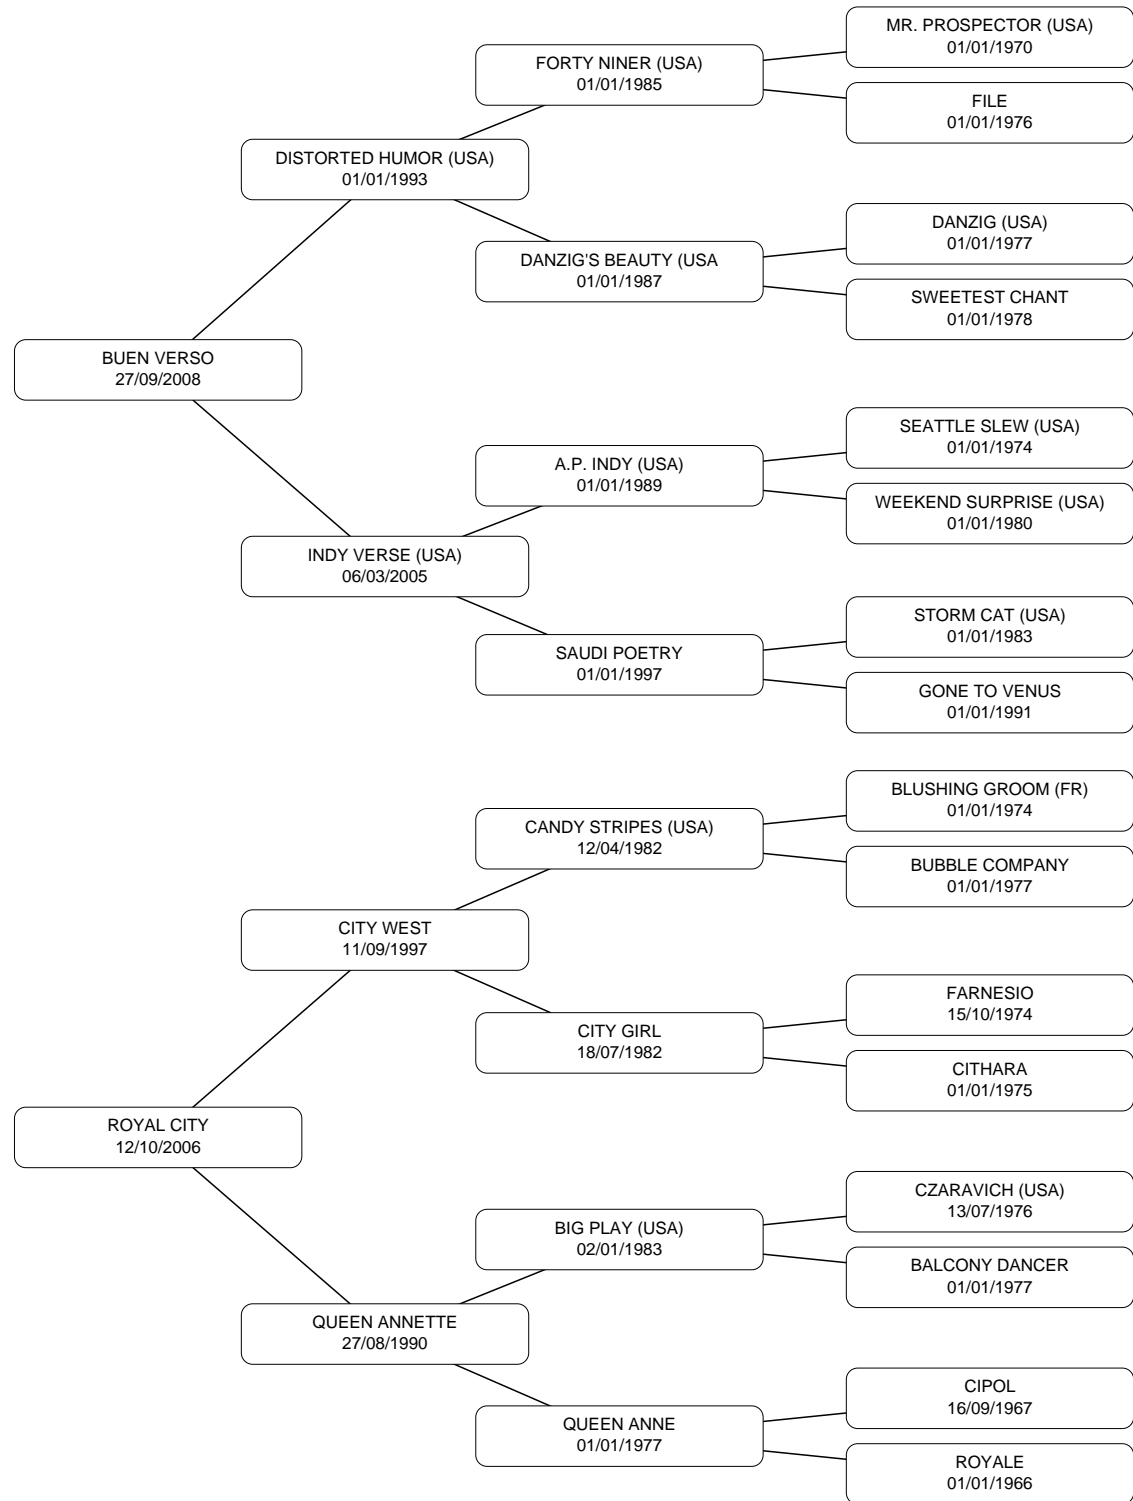 MR. PROSPECTOR (USA)
01/01/1970
FORTY NINER (USA)
01/01/1985
FILE
01/01/1976
DISTORTED HUMOR (USA)
01/01/1993
DANZIG (USA)
01/01/1977
DANZIG'S BEAUTY (USA
01/01/1987
SWEETEST CHANT
01/01/1978
BUEN VERSO
27/09/2008
SEATTLE SLEW (USA)
01/01/1974
A.P. INDY (USA)
01/01/1989
WEEKEND SURPRISE (USA)
01/01/1980
INDY VERSE (USA)
06/03/2005
STORM CAT (USA)
01/01/1983
SAUDI POETRY
01/01/1997
GONE TO VENUS
01/01/1991
BLUSHING GROOM (FR)
01/01/1974
CANDY STRIPES (USA)
12/04/1982
BUBBLE COMPANY
01/01/1977
CITY WEST
11/09/1997
FARNESIO
15/10/1974
CITY GIRL
18/07/1982
CITHARA
01/01/1975
ROYAL CITY
12/10/2006
CZARAVICH (USA)
13/07/1976
BIG PLAY (USA)
02/01/1983
BALCONY DANCER
01/01/1977
QUEEN ANNETTE
27/08/1990
CIPOL
16/09/1967
QUEEN ANNE
01/01/1977
ROYALE
01/01/1966